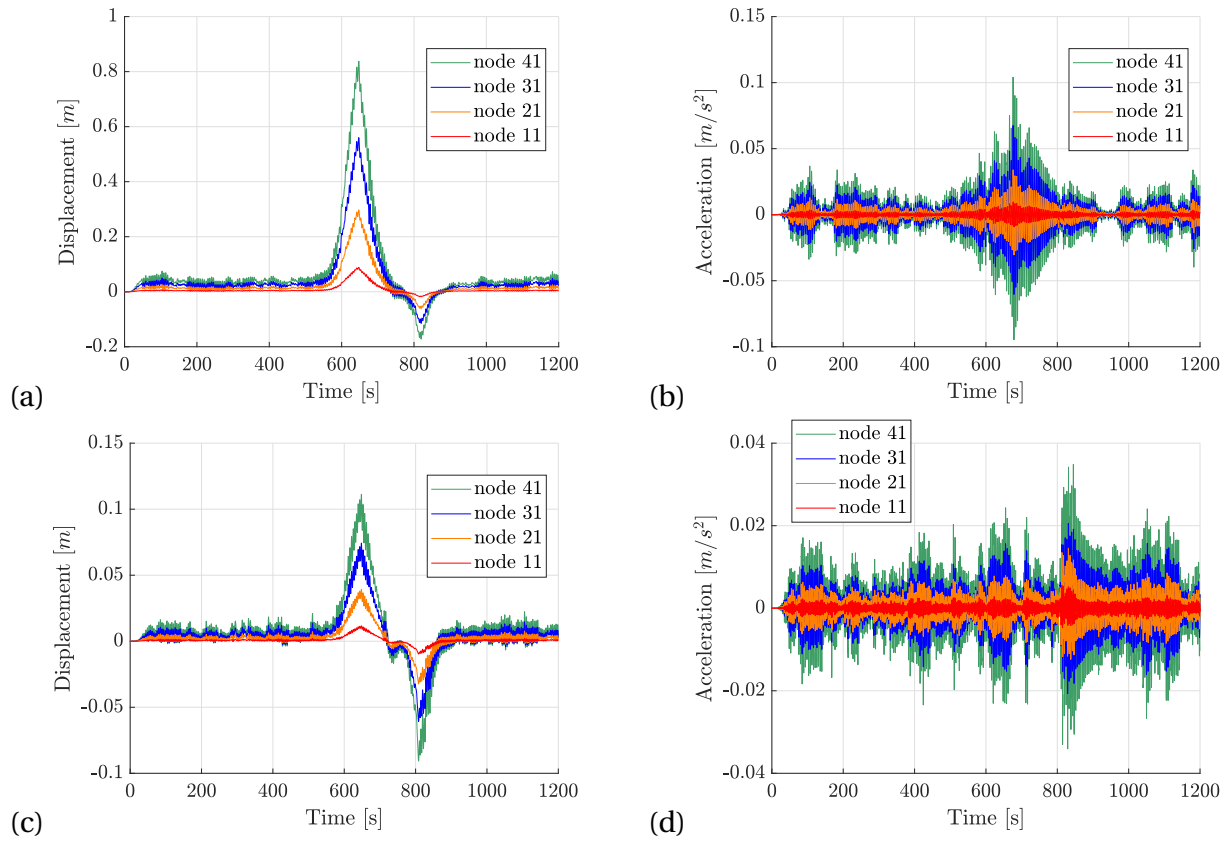 1
0.8
0.6
0.4
0.2
0
-0.2
Displacement [m]
0 200 400 600 800 1000 1200
Time [s]
node 41
node 31
node 21
node 11
(a)
0.15
0.1
0.05
0
-0.05
-0.1
Acceleration [m/s²]
0 200 400 600 800 1000 1200
Time [s]
node 41
node 31
node 21
node 11
(b)
0.15
0.1
0.05
0
-0.05
-0.1
Displacement [m]
0 200 400 600 800 1000 1200
Time [s]
node 41
node 31
node 21
node 11
(c)
0.04
0.02
0
-0.02
-0.04
Acceleration [m/s²]
0 200 400 600 800 1000 1200
Time [s]
node 41
node 31
node 21
node 11
(d)